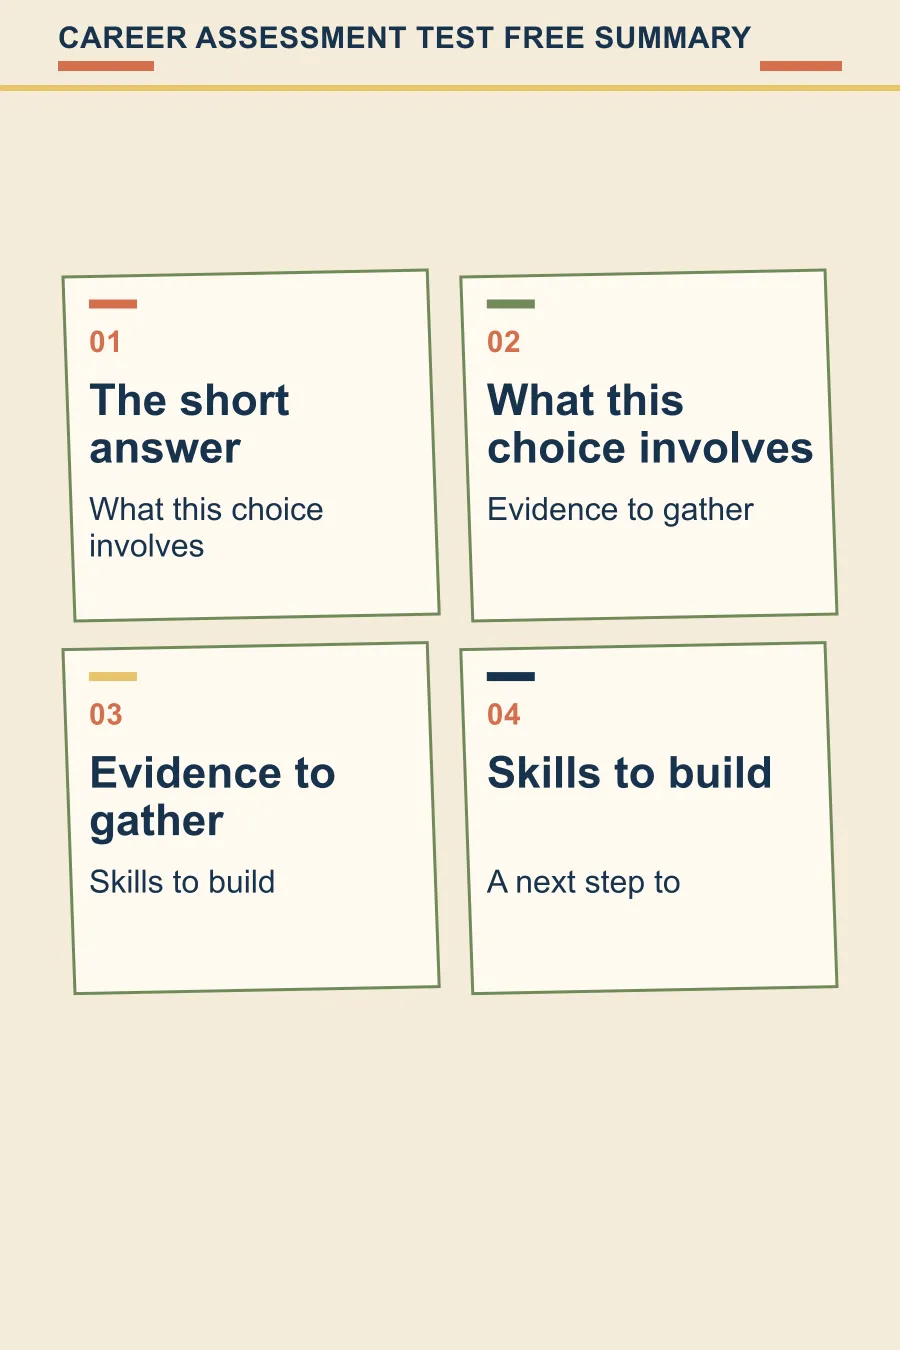 CAREER ASSESSMENT TEST FREE SUMMARY
01
The short
answer
What this choice
involves
02
What this
choice involves
Evidence to gather
03
Evidence to
gather
Skills to build
04
Skills to build
A next step to